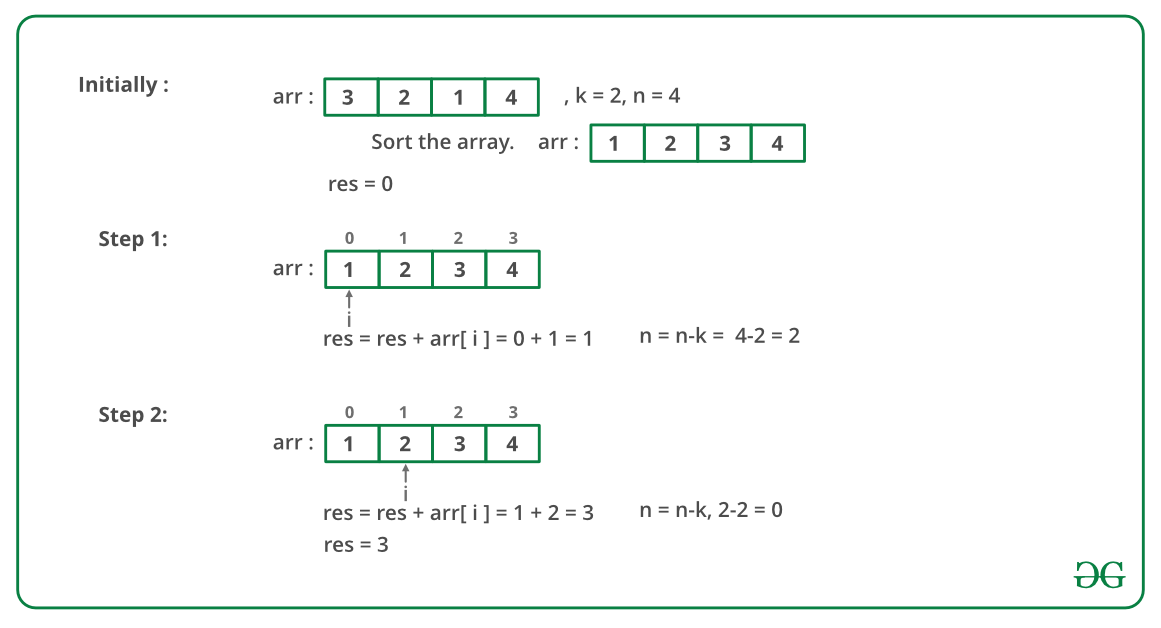 Initially :
arr : 3 2 1 4 , k = 2, n = 4
Sort the array. arr : 1 2 3 4
res = 0
Step 1:
0 1 2 3
arr : 1 2 3 4
i
res = res + arr[ i ] = 0 + 1 = 1 n = n-k = 4-2 = 2
Step 2:
0 1 2 3
arr : 1 2 3 4
i
res = res + arr[ i ] = 1 + 2 = 3 n = n-k, 2-2 = 0
res = 3